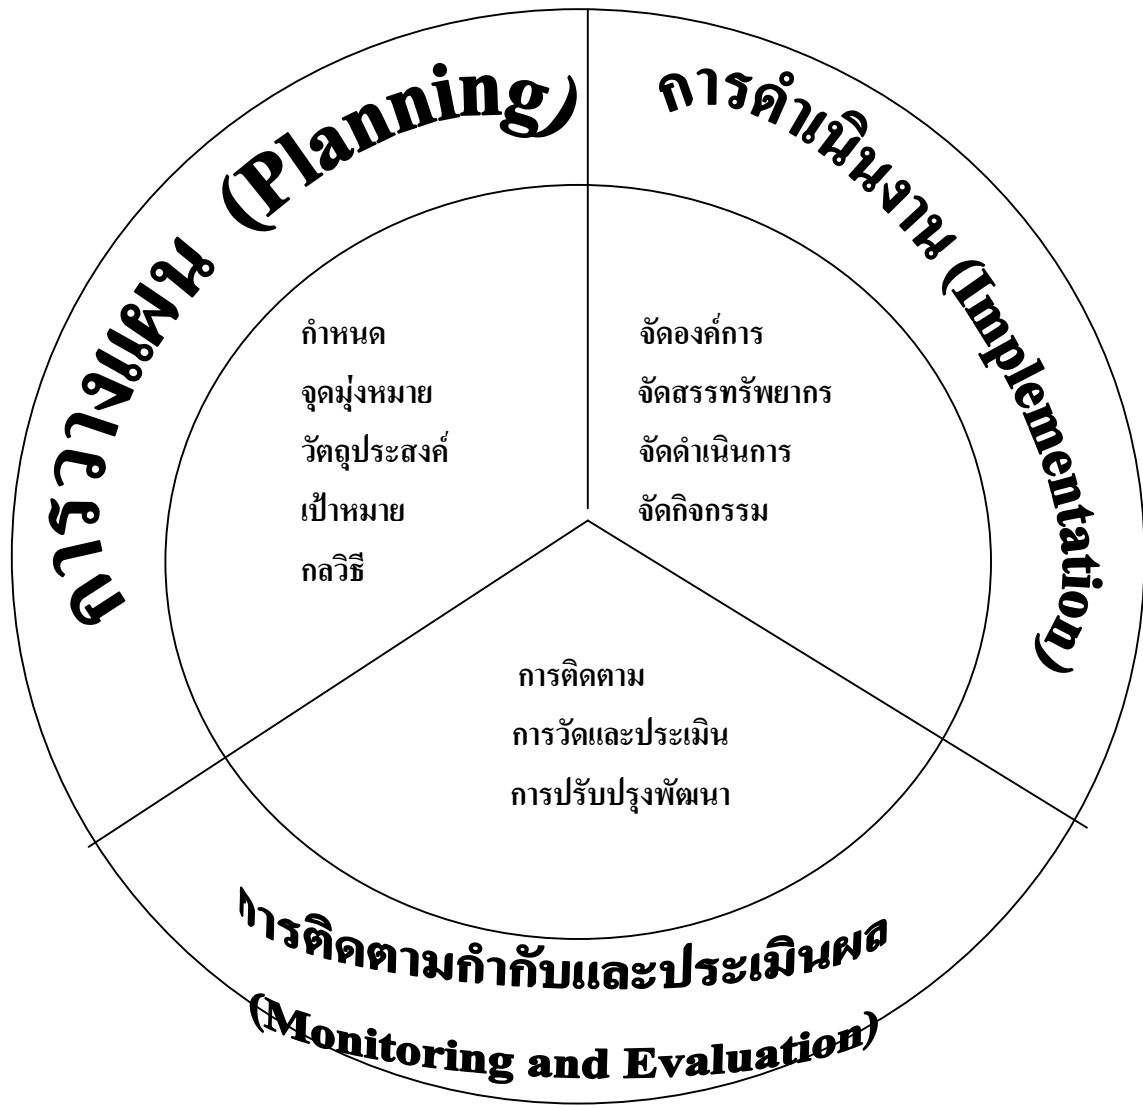 การวางแผน (Planning)
กำหนด
จุดมุ่งหมาย
วัตถุประสงค์
เป้าหมาย
กลวิธี
การดำเนินงาน (Implementation)
จัดองค์การ
จัดสรรทรัพยากร
จัดดำเนินการ
จัดกิจกรรม
การติดตาม
การวัดและประเมิน
การปรับปรุงพัฒนา
การติดตามกำกับและประเมินผล
(Monitoring and Evaluation)